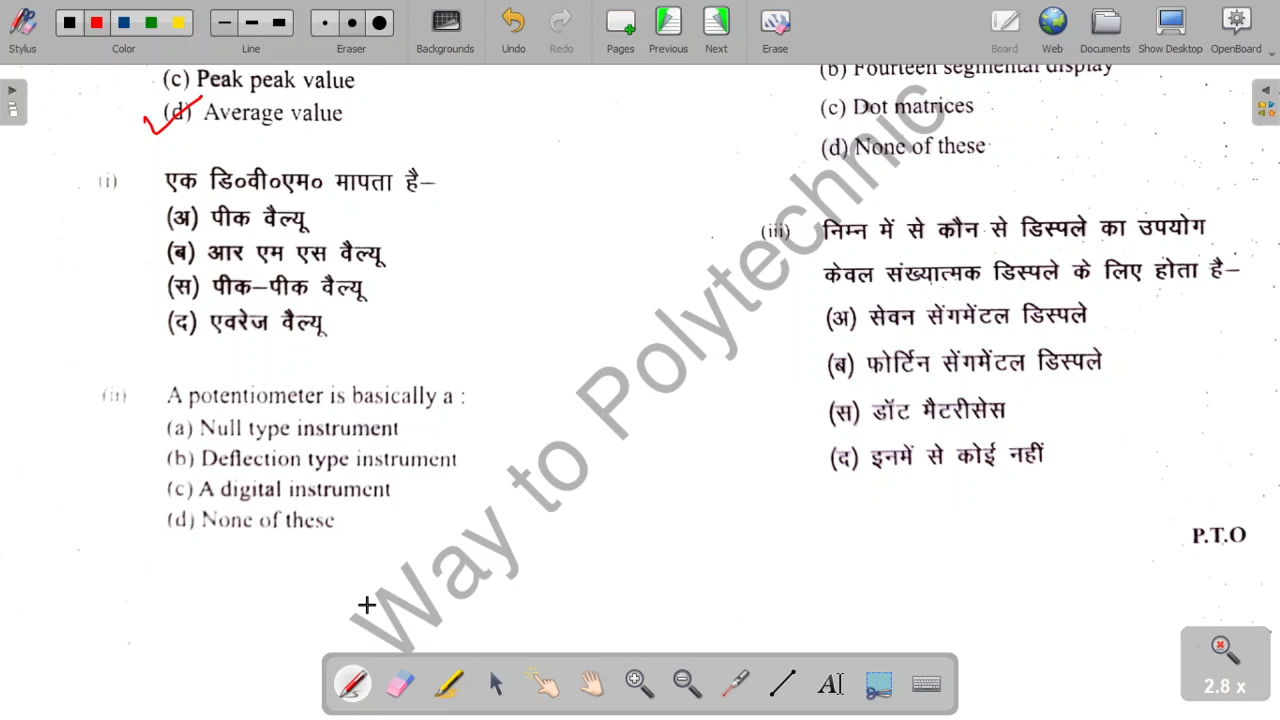 Stylus
Color
Line
Eraser
Backgrounds
Undo
Redo
Pages
Previous
Next
Erase
Board
Web
Documents
Show Desktop
OpenBoard
(c) Peak peak value
(d) Average value
(i) एक डि०वी०एम० मापता है–
(अ) पीक वैल्यू
(ब) आर एम एस वैल्यू
(स) पीक–पीक वैल्यू
(द) एवरेज वैल्यू
(ii) A potentiometer is basically a :
(a) Null type instrument
(b) Deflection type instrument
(c) A digital instrument
(d) None of these
(b) Fourteen segmental display
(c) Dot matrices
(d) None of these
(iii) निम्न में से कौन से डिस्पले का उपयोग
केवल संख्यात्मक डिस्पले के लिए होता है–
(अ) सेवन सेंगमेंटल डिस्पले
(ब) फोर्टिन सेंगमेंटल डिस्पले
(स) डॉट मैटरीसेस
(द) इनमें से कोई नहीं
P.T.O
Way to Polytechnic
2.8 x